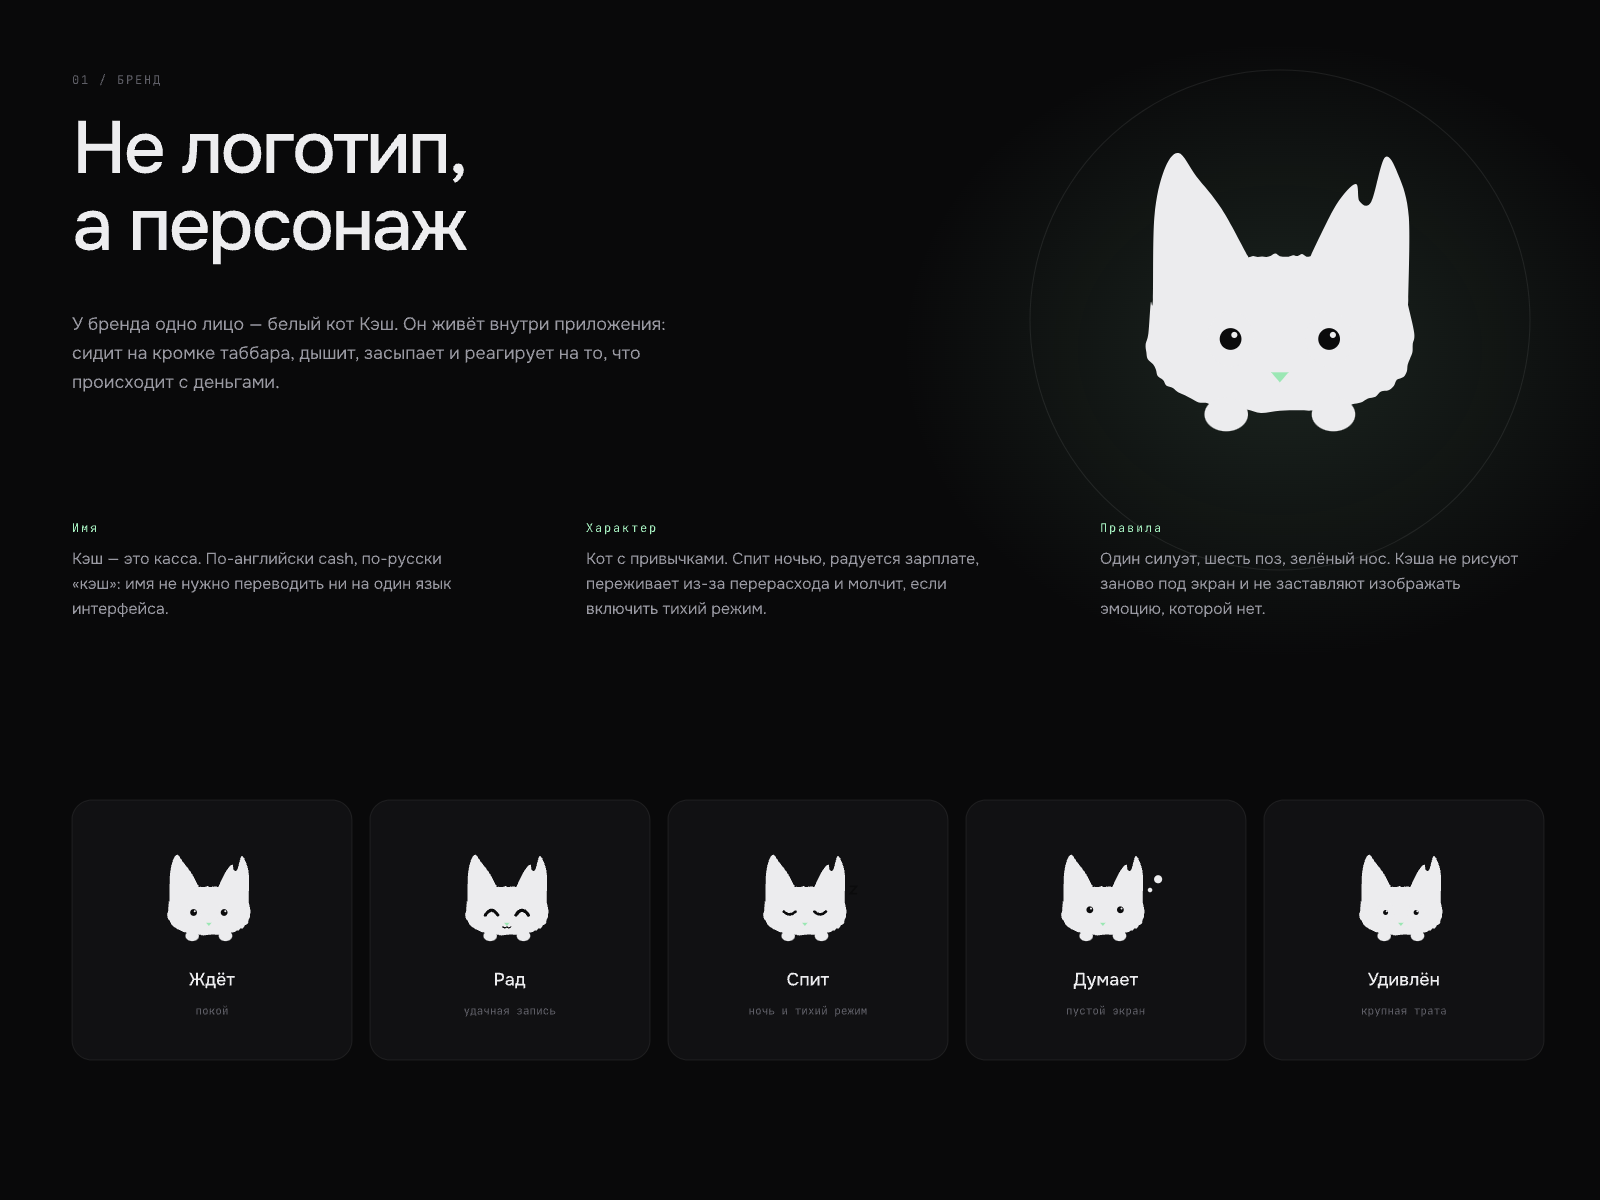 01 / БРЕНД
Не логотип,
а персонаж
У бренда одно лицо — белый кот Кэш. Он живёт внутри приложения:
сидит на кромке таббара, дышит, засыпает и реагирует на то, что
происходит с деньгами.
Имя
Кэш — это касса. По-английски cash, по-русски
«кэш»: имя не нужно переводить ни на один язык
интерфейса.
Характер
Кот с привычками. Спит ночью, радуется зарплате,
переживает из-за перерасхода и молчит, если
включить тихий режим.
Правила
Один силуэт, шесть поз, зелёный нос. Кэша не рисуют
заново под экран и не заставляют изображать
эмоцию, которой нет.
Ждёт
покой
Рад
удачная запись
Спит
ночь и тихий режим
Думает
пустой экран
Удивлён
крупная трата